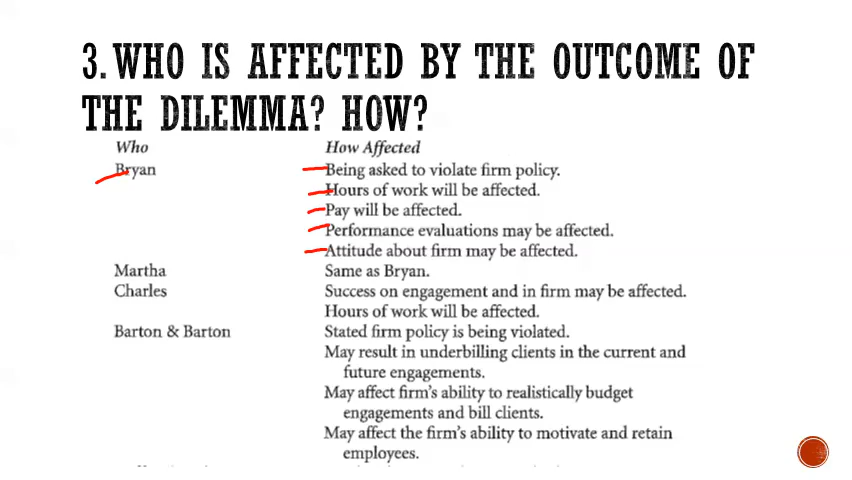 3. WHO IS AFFECTED BY THE OUTCOME OF
THE DILEMMA? HOW?
Who How Affected
Bryan Being asked to violate firm policy.
Hours of work will be affected.
Pay will be affected.
Performance evaluations may be affected.
Attitude about firm may be affected.
Martha Same as Bryan.
Charles Success on engagement and in firm may be affected.
Hours of work will be affected.
Barton & Barton Stated firm policy is being violated.
May result in underbilling clients in the current and
future engagements.
May affect firm's ability to realistically budget
engagements and bill clients.
May affect the firm's ability to motivate and retain
employees.